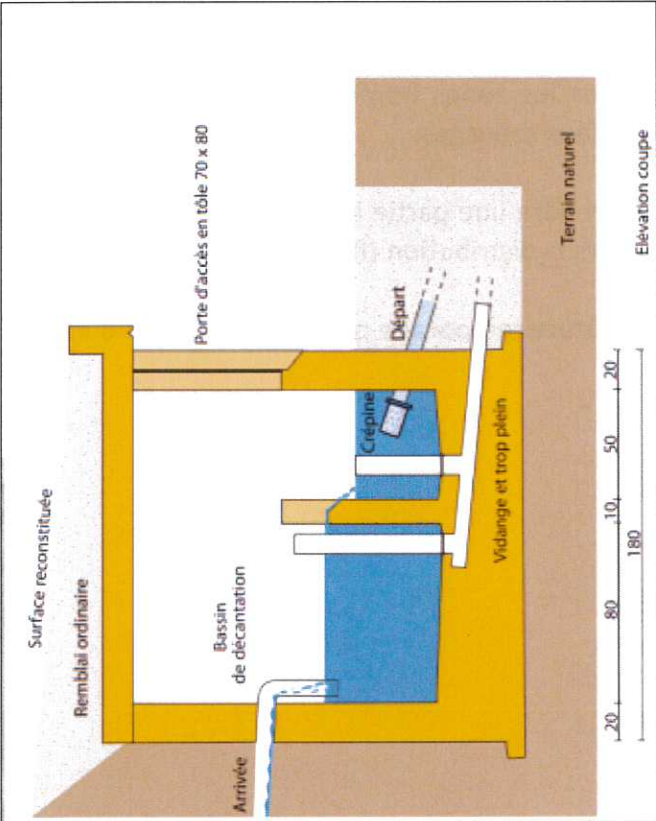 Surface reconstituée
Remblai ordinaire
Porte d'accès en tôle 70 x 80
Bassin
de décantation
Arrivée
Crépine
Départ
Vidange et trop plein
Terrain naturel
20
80
10
50
20
180
Elévation coupe